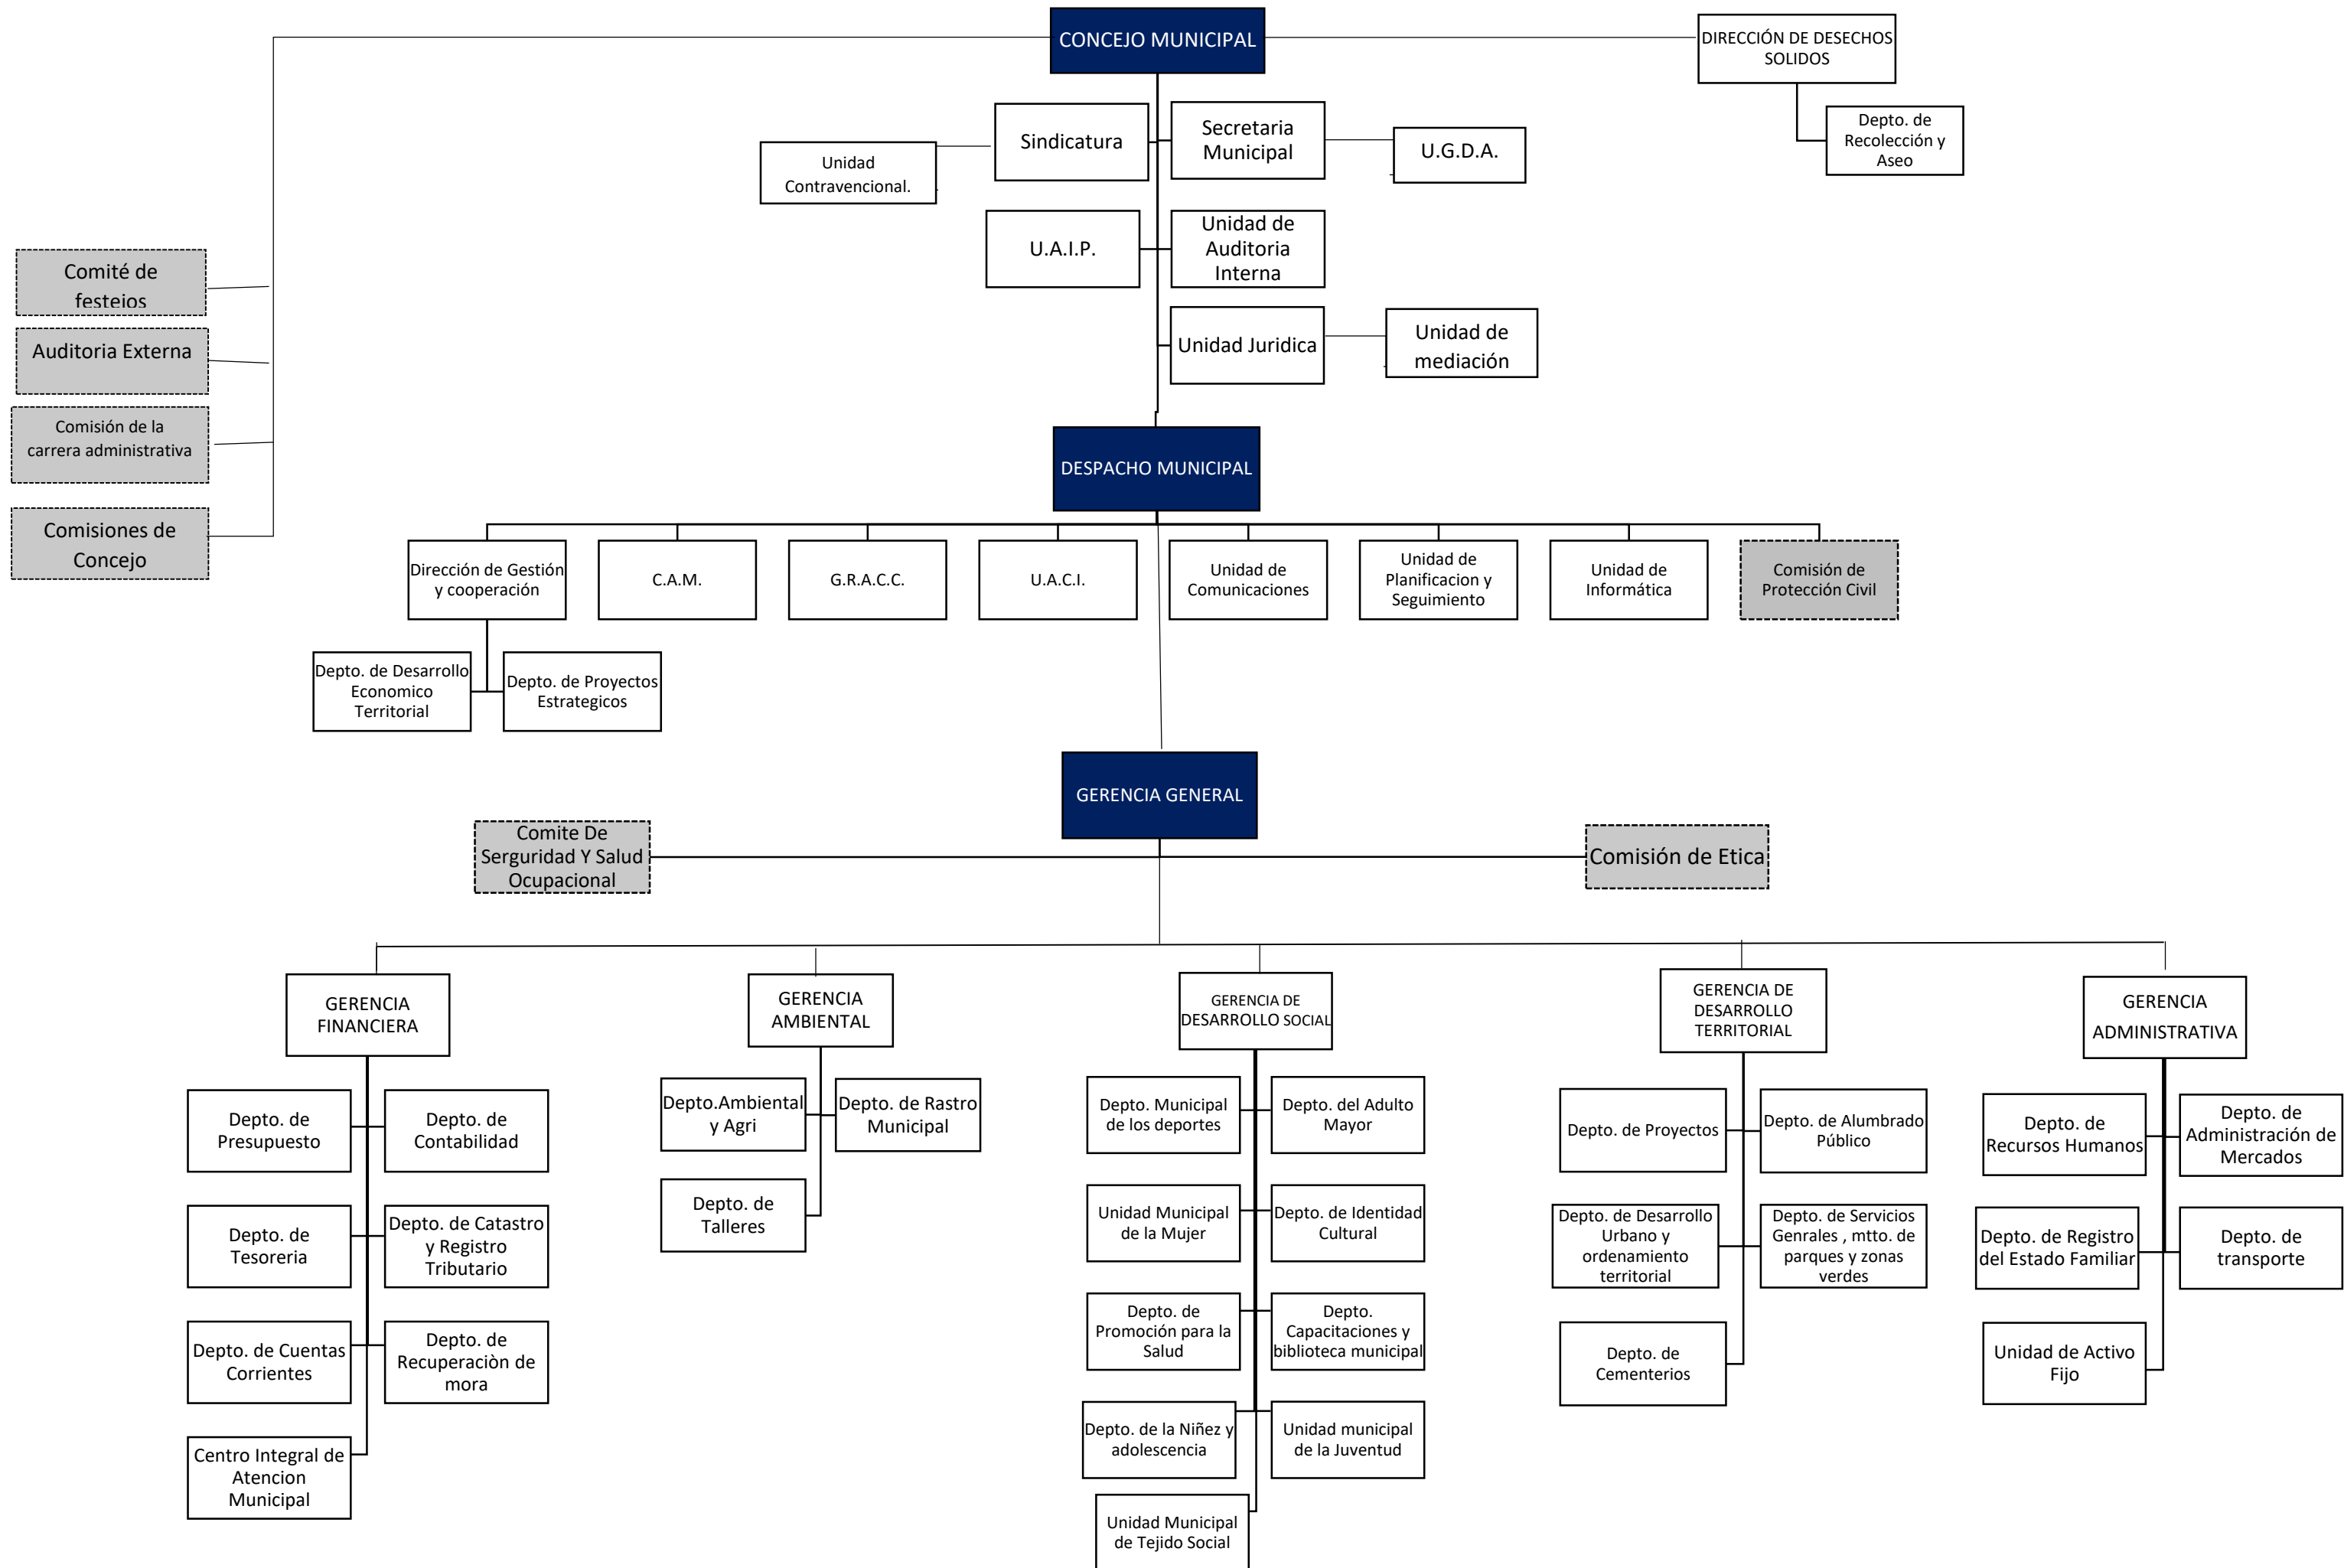 CONCEJO MUNICIPAL
DIRECCIÓN DE DESECHOS
SOLIDOS
Depto. de
Recolección y
Aseo
Sindicatura
Secretaria
Municipal
U.G.D.A.
Unidad
Contravencional.
U.A.I.P.
Unidad de
Auditoria
Interna
Unidad Juridica
Unidad de
mediación
Comité de
festejos
Auditoria Externa
Comisión de la
carrera administrativa
Comisiones de
Concejo
DESPACHO MUNICIPAL
Dirección de Gestión
y cooperación
C.A.M.
G.R.A.C.C.
U.A.C.I.
Unidad de
Comunicaciones
Unidad de
Planificacion y
Seguimiento
Unidad de
Informática
Comisión de
Protección Civil
Depto. de Desarrollo
Economico
Territorial
Depto. de Proyectos
Estrategicos
GERENCIA GENERAL
Comite De
Serguridad Y Salud
Ocupacional
Comisión de Etica
GERENCIA
FINANCIERA
Depto. de
Presupuesto
Depto. de
Contabilidad
Depto. de
Tesoreria
Depto. de Catastro
y Registro
Tributario
Depto. de Cuentas
Corrientes
Depto. de
Recuperaciòn de
mora
Centro Integral de
Atencion
Municipal
GERENCIA
AMBIENTAL
Depto.Ambiental
y Agri
Depto. de Rastro
Municipal
Depto. de
Talleres
GERENCIA DE
DESARROLLO SOCIAL
Depto. Municipal
de los deportes
Depto. del Adulto
Mayor
Unidad Municipal
de la Mujer
Depto. de Identidad
Cultural
Depto. de
Promoción para la
Salud
Depto.
Capacitaciones y
biblioteca municipal
Depto. de la Niñez y
adolescencia
Unidad municipal
de la Juventud
Unidad Municipal
de Tejido Social
GERENCIA DE
DESARROLLO
TERRITORIAL
Depto. de Proyectos
Depto. de Alumbrado
Público
Depto. de Desarrollo
Urbano y
ordenamiento
territorial
Depto. de Servicios
Genrales , mtto. de
parques y zonas
verdes
Depto. de
Cementerios
GERENCIA
ADMINISTRATIVA
Depto. de
Recursos Humanos
Depto. de
Administración de
Mercados
Depto. de Registro
del Estado Familiar
Depto. de
transporte
Unidad de Activo
Fijo